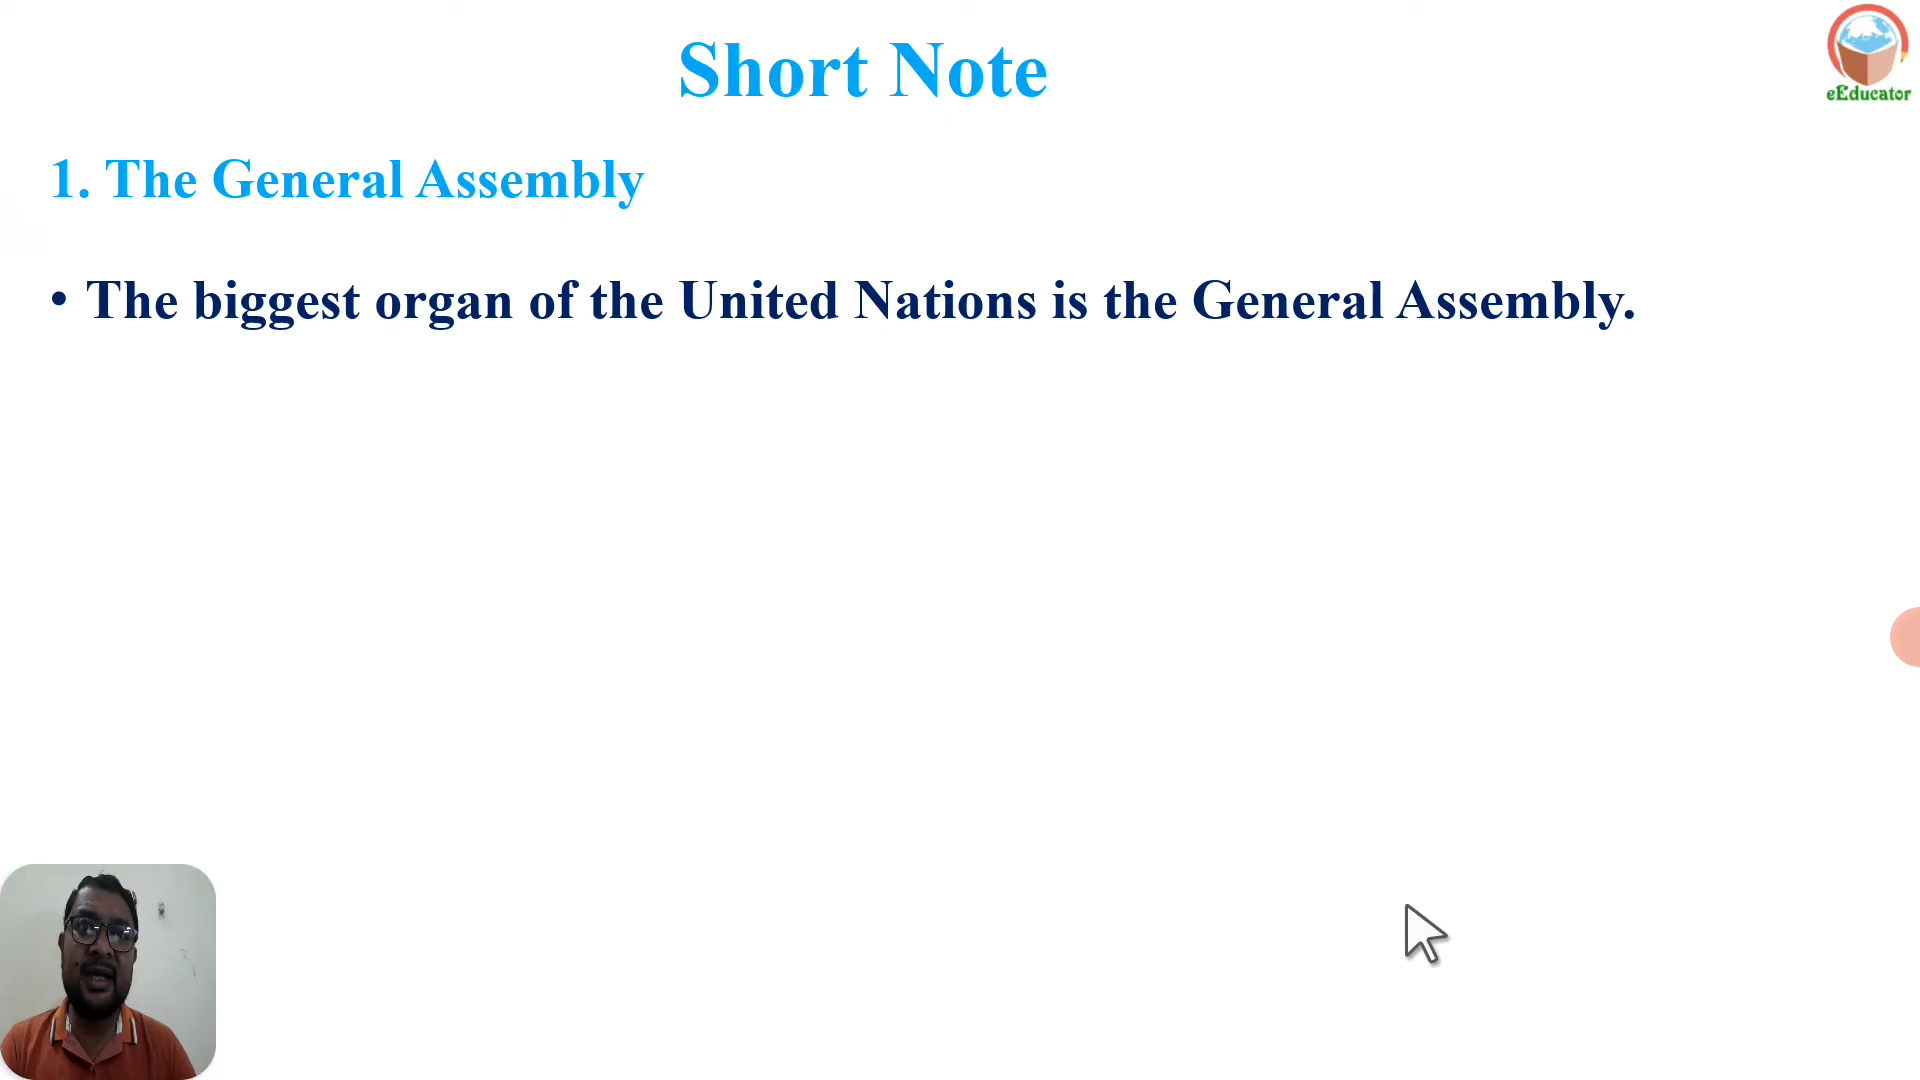 Short Note
eEducator
1. The General Assembly
• The biggest organ of the United Nations is the General Assembly.